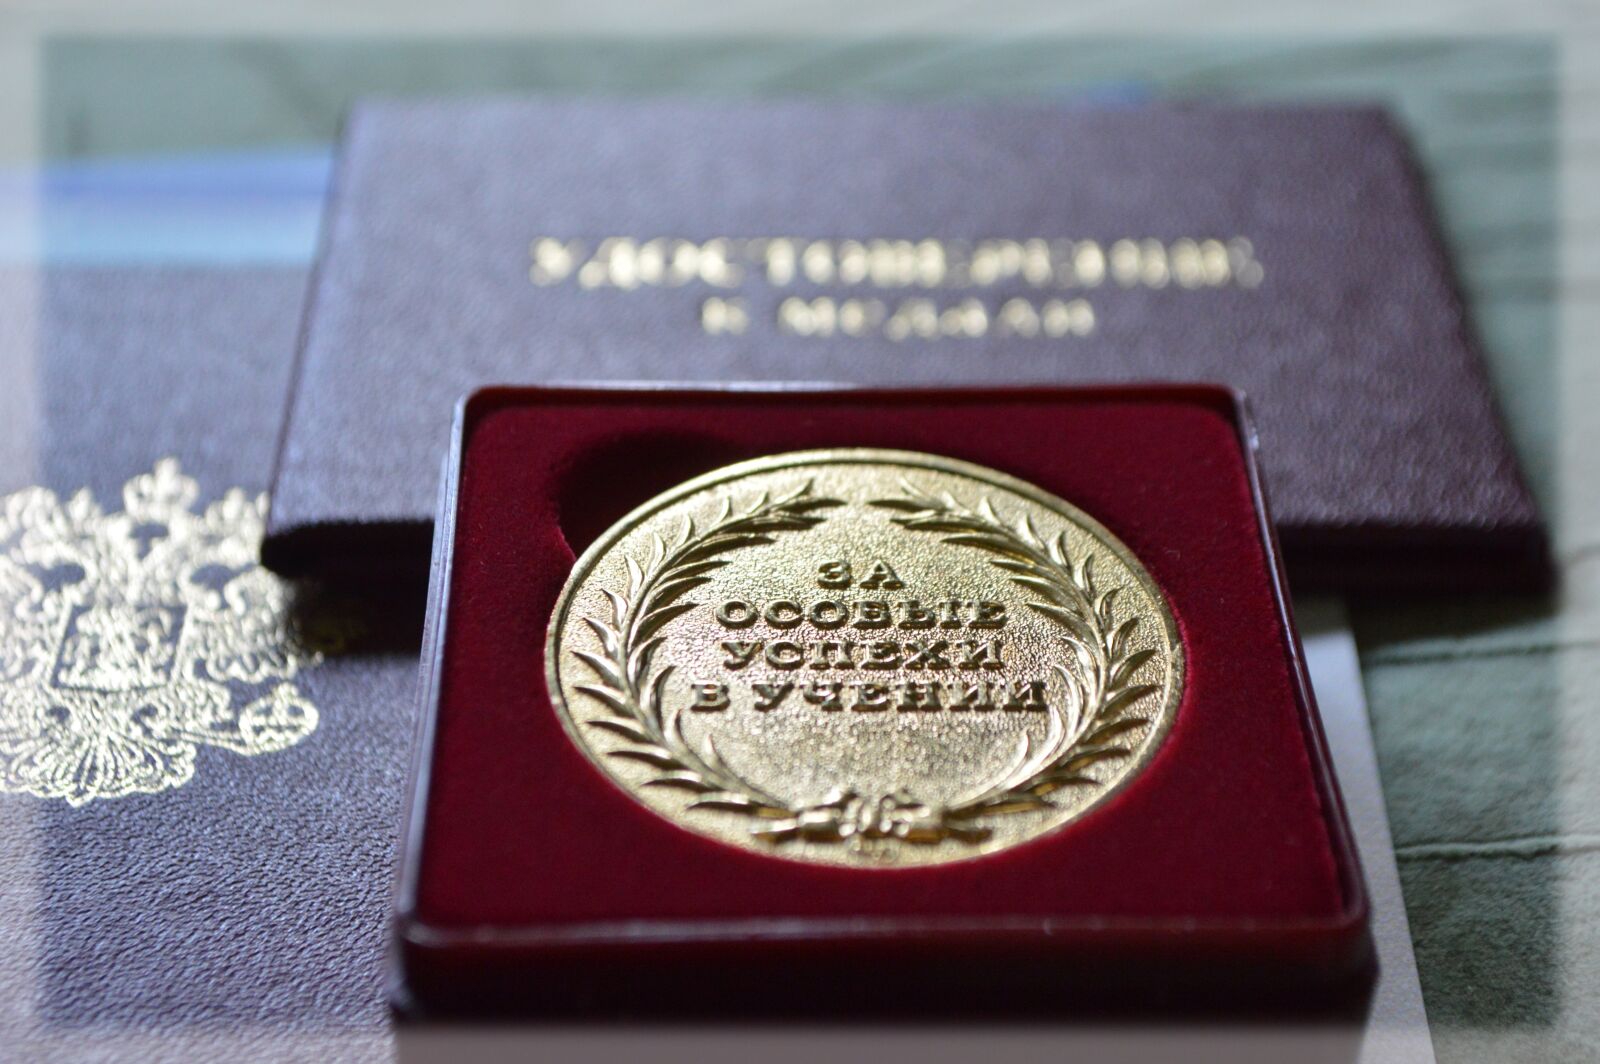 УДОСТОВЕРЕНИЕ
К МЕДАЛИ
ЗА
ОСОБЫЕ
УСПЕХИ
В УЧЕНИИ